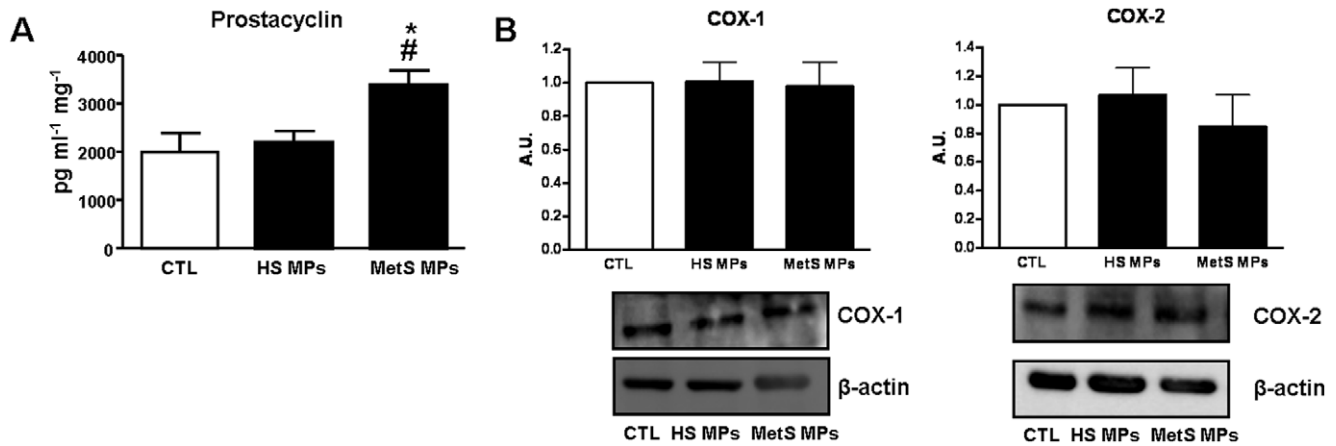 A
Prostacyclin
pg ml⁻¹ mg⁻¹
4000
3000
2000
1000
0
*
#
CTL HS MPs MetS MPs
B
COX-1
A.U.
1.2
1.0
0.8
0.6
0.4
0.2
0.0
CTL HS MPs MetS MPs
COX-1
β-actin
CTL HS MPs MetS MPs
COX-2
A.U.
1.4
1.2
1.0
0.8
0.6
0.4
0.2
0.0
CTL HS MPs MetS MPs
COX-2
β-actin
CTL HS MPs MetS MPs